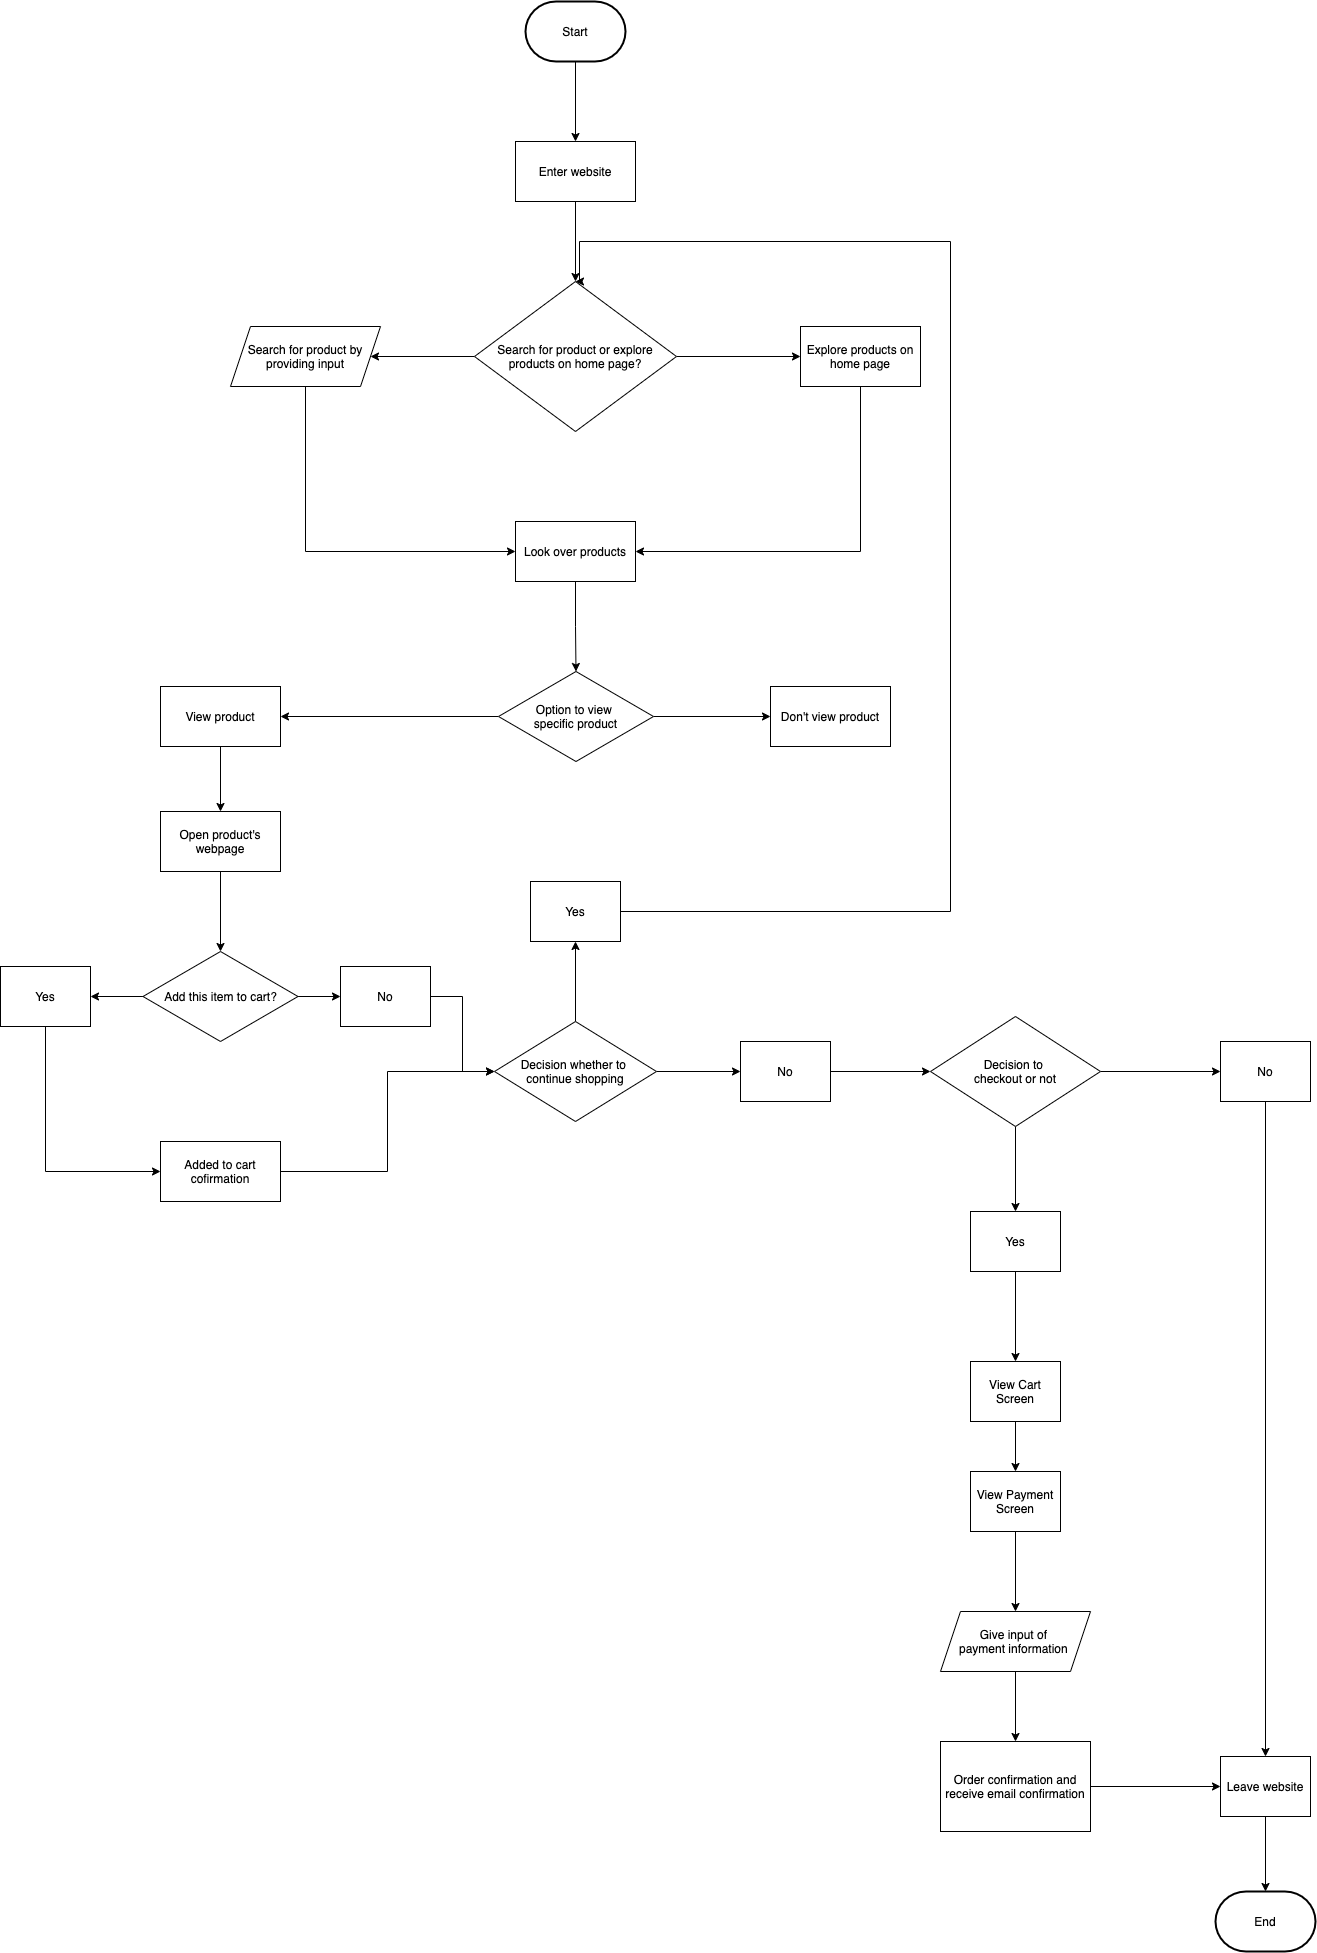 Start
Enter website
Search for product by
providing input
Search for product or explore
products on home page?
Explore products on
home page
Look over products
View product
Option to view
specific product
Don't view product
Open product's
webpage
Yes
Yes
Add this item to cart?
No
Decision whether to
continue shopping
No
Decision to
checkout or not
No
Added to cart
cofirmation
Yes
View Cart
Screen
View Payment
Screen
Give input of
payment information
Order confirmation and
receive email confirmation
Leave website
End